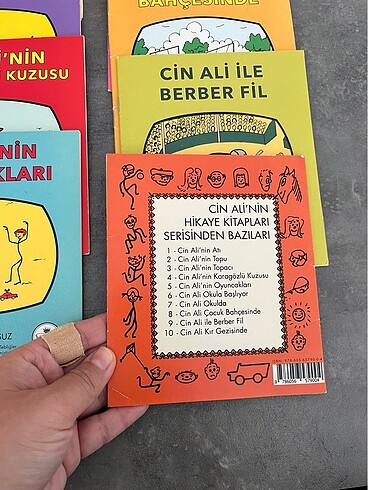 BAHÇESİNDE
İ'NİN
KUZUSU
CİN ALİ İLE
BERBER FİL
NİN
KLARI
CİN ALİ'NİN
HİKAYE KİTAPLARI
SERİSİNDEN BAZILARI
1 - Cin Ali'nin Atı
2 - Cin Ali'nin Topu
3 - Cin Ali'nin Topacı
4 - Cin Ali'nin Karagözlü Kuzusu
5 - Cin Ali'nin Oyuncakları
6 - Cin Ali Okula Başlıyor
7 - Cin Ali Okulda
8 - Cin Ali Çocuk Bahçesinde
9 - Cin Ali ile Berber Fil
10 - Cin Ali Kır Gezisinde
GUZ